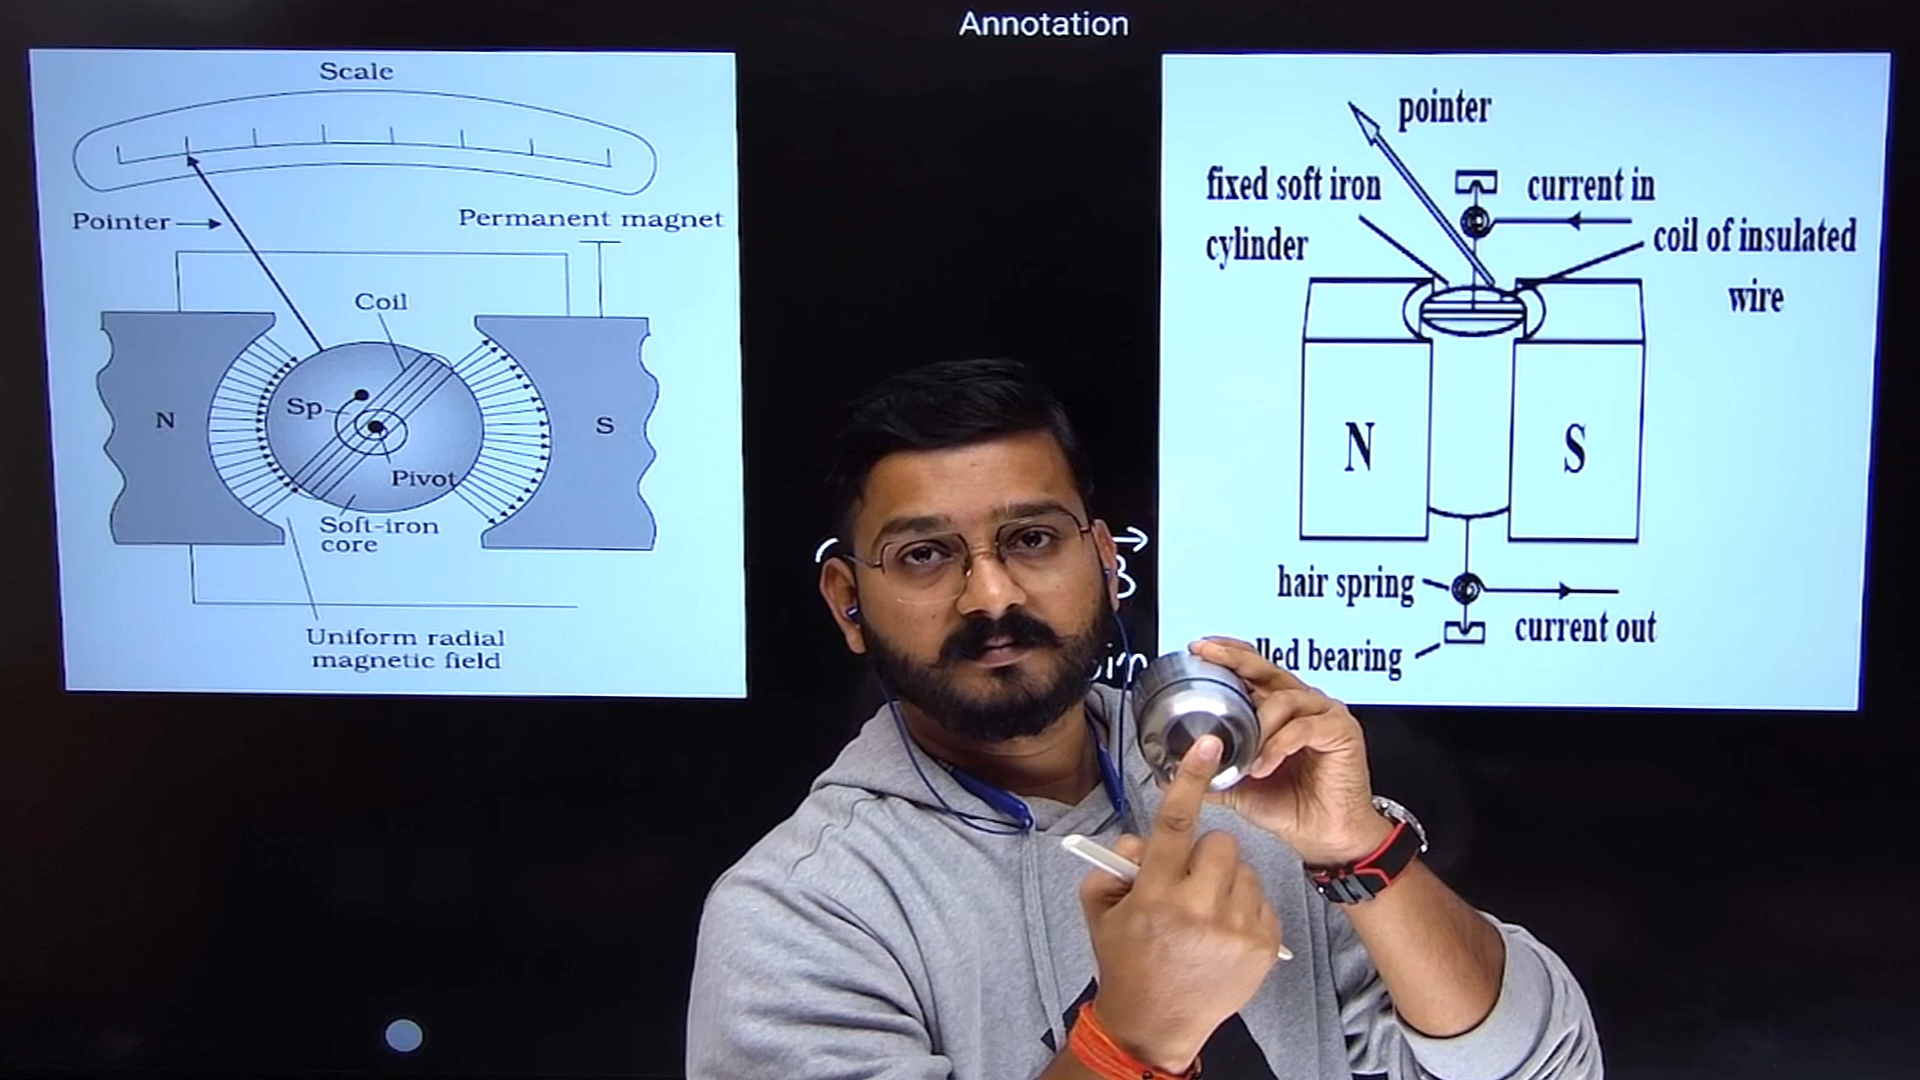 Annotation
Scale
Pointer
Permanent magnet
Coil
N
Sp
S
Pivot
Soft-iron
core
Uniform radial
magnetic field
pointer
fixed soft iron
cylinder
current in
coil of insulated
wire
N
S
hair spring
current out
bearing
B